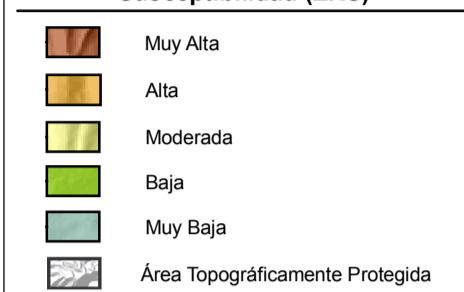 Muy Alta
Alta
Moderada
Baja
Muy Baja
Área Topográficamente Protegida